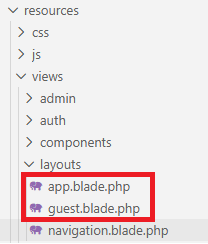 resources
css
js
views
admin
auth
components
layouts
app.blade.php
guest.blade.php
navigation.blade.php